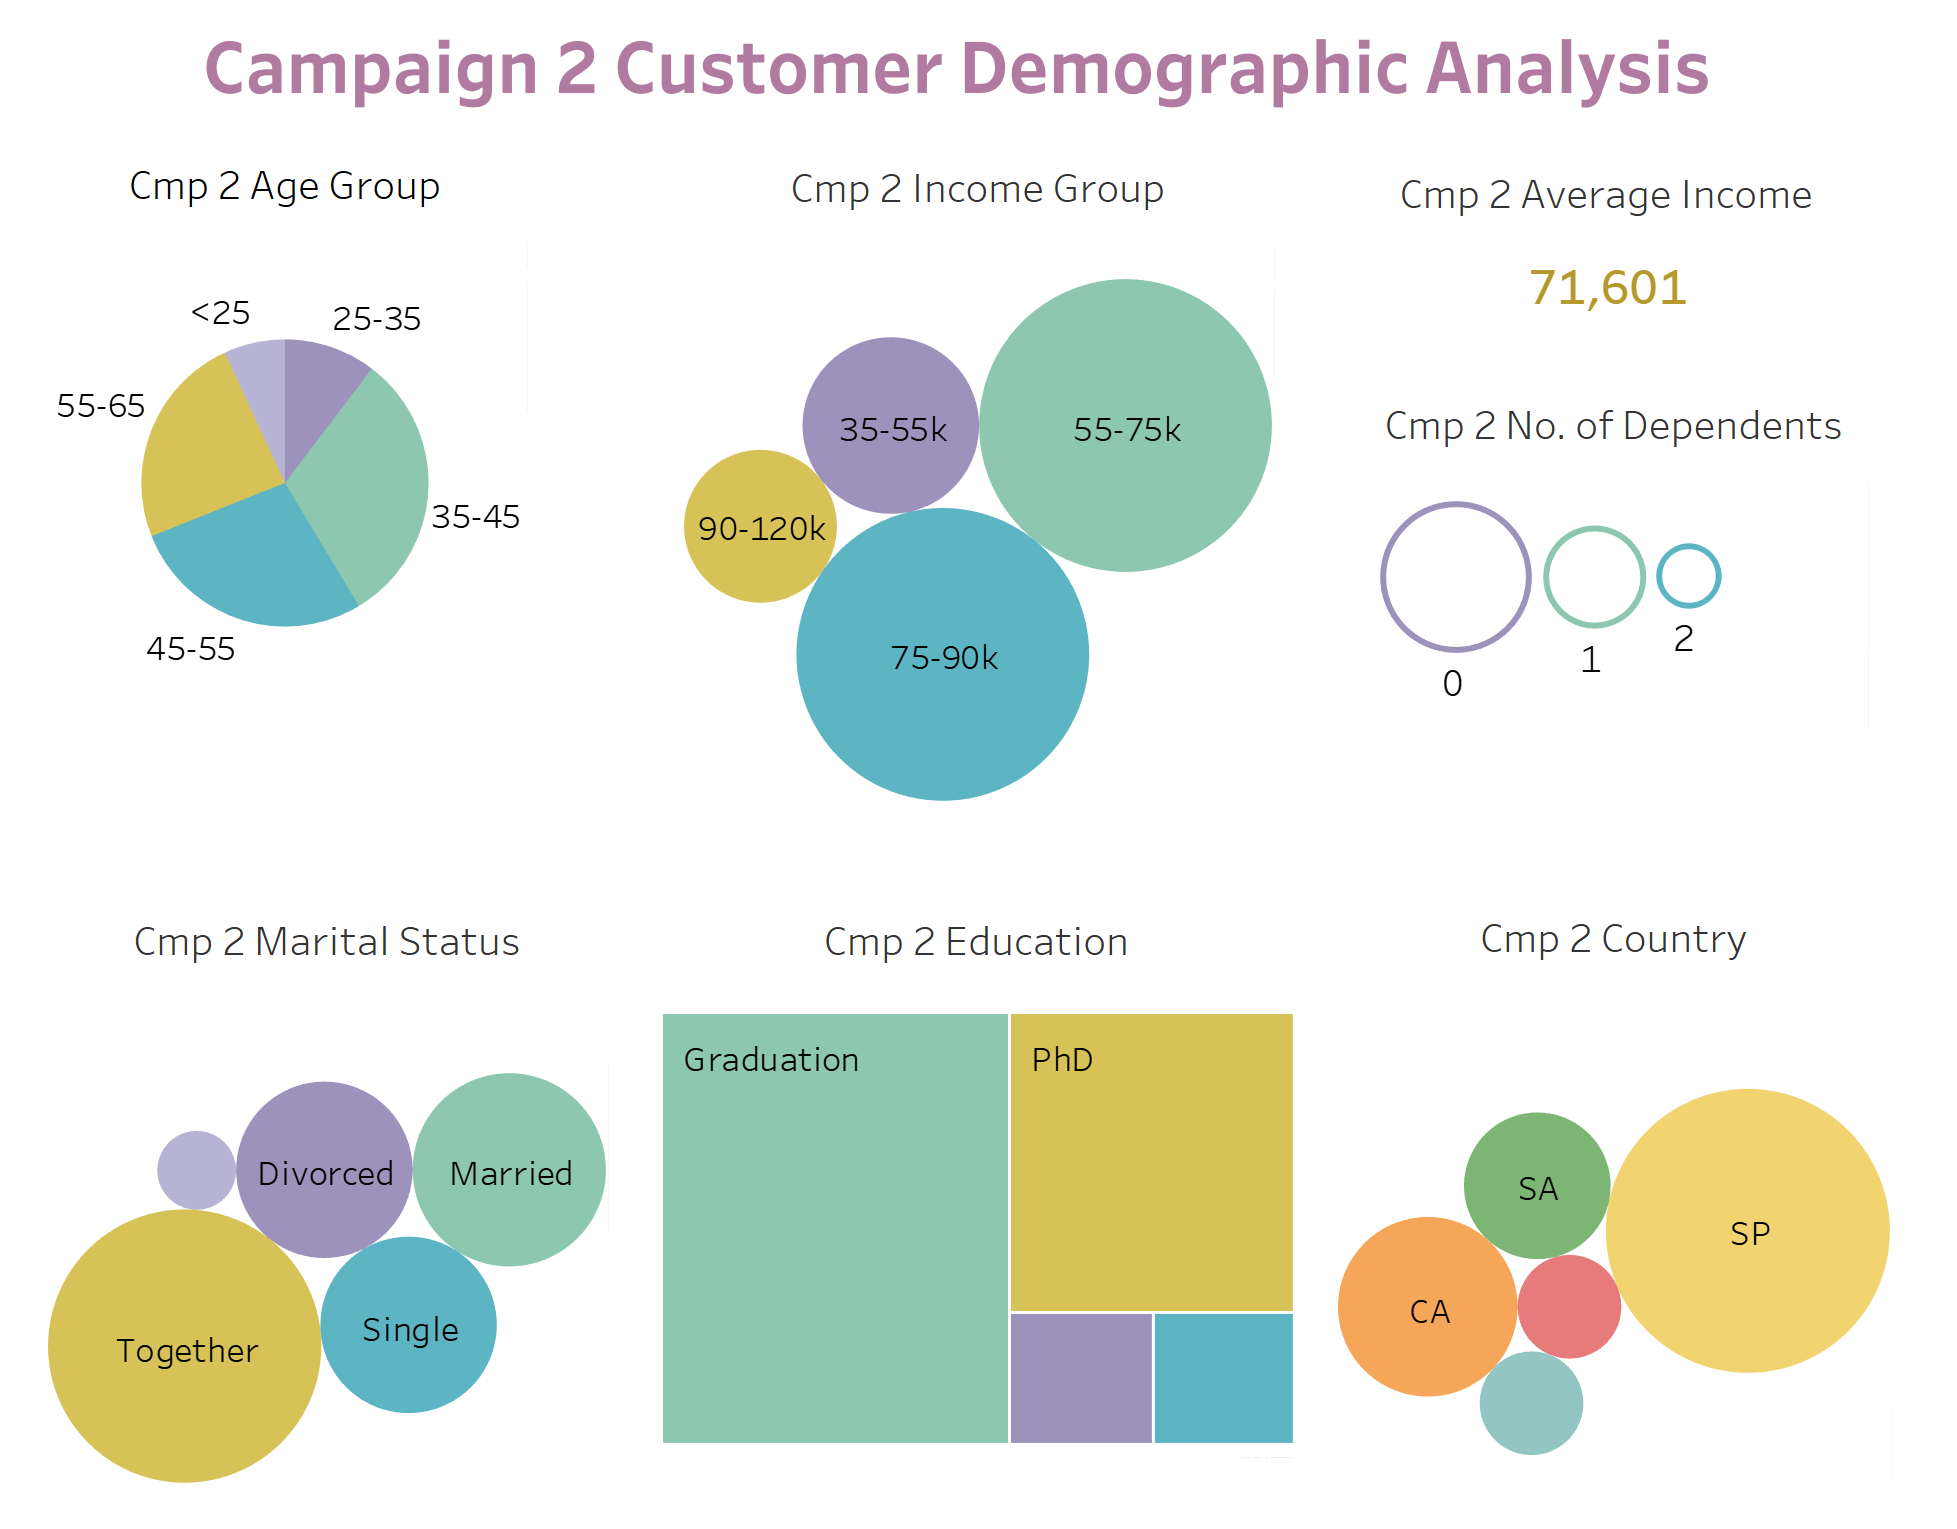 Campaign 2 Customer Demographic Analysis
Cmp 2 Age Group
<25
25-35
55-65
35-45
45-55
Cmp 2 Income Group
35-55k
55-75k
90-120k
75-90k
Cmp 2 Average Income
71,601
Cmp 2 No. of Dependents
0
1
2
Cmp 2 Marital Status
Divorced
Married
Together
Single
Cmp 2 Education
Graduation
PhD
Cmp 2 Country
SA
SP
CA